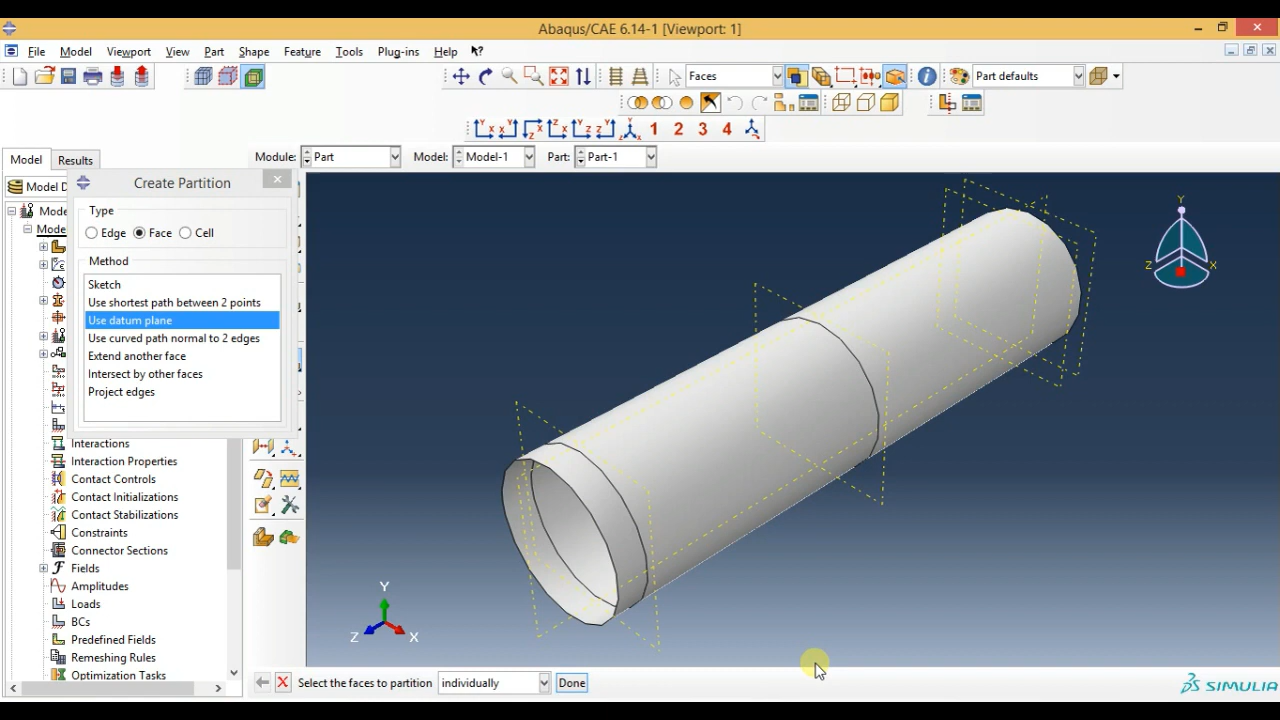 Abaqus/CAE 6.14-1 [Viewport: 1]
File Model Viewport View Part Shape Feature Tools Plug-ins Help
Faces
Part defaults
1 2 3 4
Model Results
Module: Part Model: Model-1 Part: Part-1
Model D
Create Partition
Type
Edge Face Cell
Method
Sketch
Use shortest path between 2 points
Use datum plane
Use curved path normal to 2 edges
Extend another face
Intersect by other faces
Project edges
Mode
Mode
Interactions
Interaction Properties
Contact Controls
Contact Initializations
Contact Stabilizations
Constraints
Connector Sections
Fields
Amplitudes
Loads
BCs
Predefined Fields
Remeshing Rules
Optimization Tasks
Y
Z X
Y
Z X
Select the faces to partition individually Done
SIMULIA